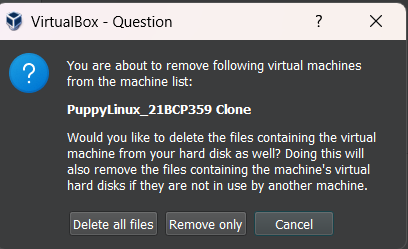 VirtualBox - Question
?
You are about to remove following virtual machines
from the machine list:
PuppyLinux_21BCP359 Clone
Would you like to delete the files containing the virtual
machine from your hard disk as well? Doing this will
also remove the files containing the machine's virtual
hard disks if they are not in use by another machine.
Delete all files Remove only Cancel